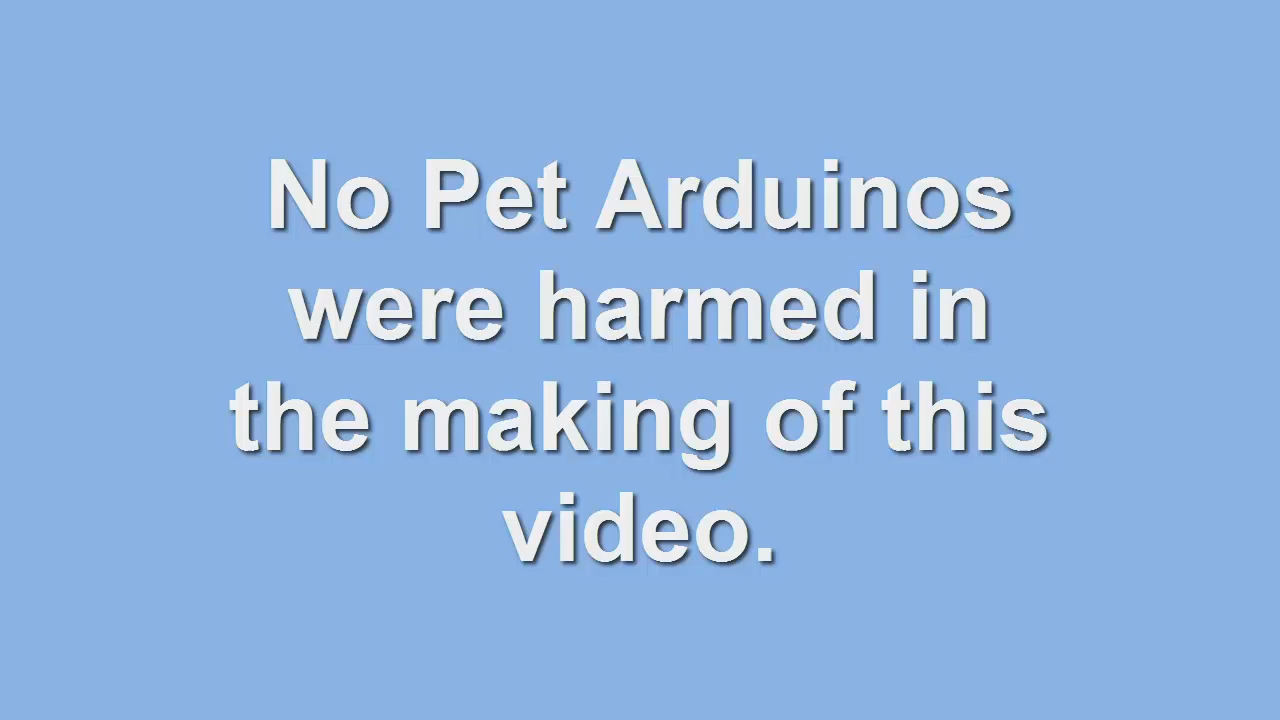 No Pet Arduinos
were harmed in
the making of this
video.